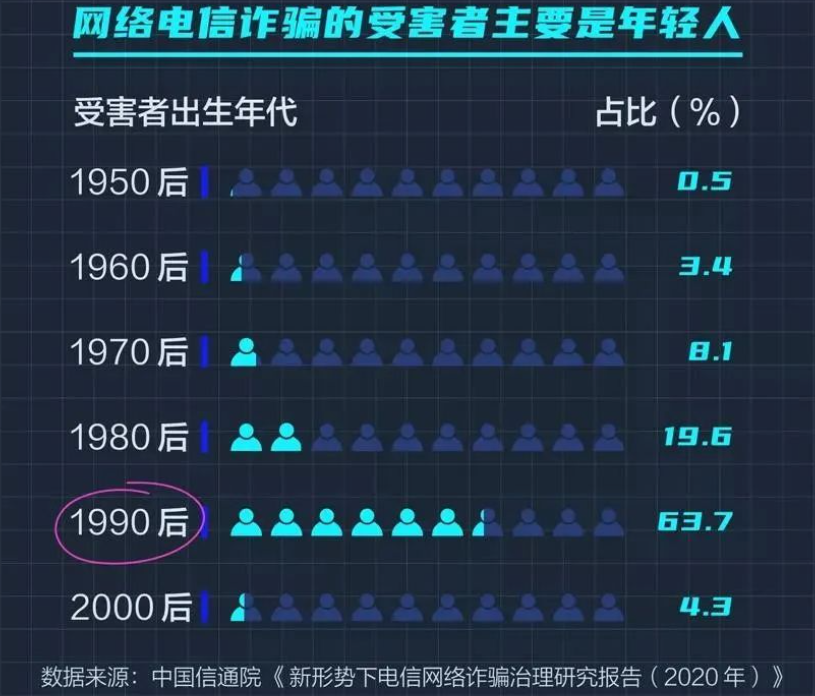 网络电信诈骗的受害者主要是年轻人
受害者出生年代 占比（%）
1950后 0.5
1960后 3.4
1970后 8.1
1980后 19.6
1990后 63.7
2000后 4.3
数据来源：中国信通院《新形势下电信网络诈骗治理研究报告（2020年）》